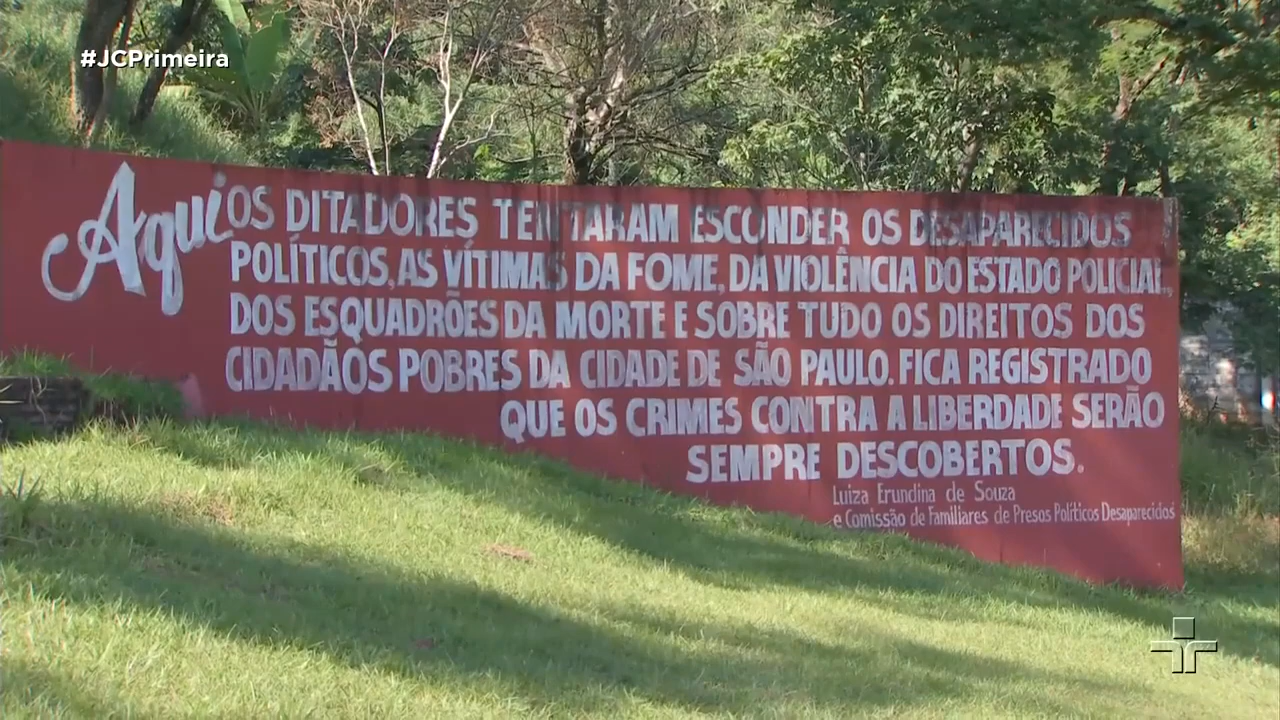 #JCPrimeira
Aqui OS DITADORES TENTARAM ESCONDER OS DESAPARECIDOS
POLÍTICOS, AS VÍTIMAS DA FOME, DA VIOLÊNCIA DO ESTADO POLICIAL,
DOS ESQUADRÕES DA MORTE E SOBRE TUDO OS DIREITOS DOS
CIDADÃOS POBRES DA CIDADE DE SÃO PAULO. FICA REGISTRADO
QUE OS CRIMES CONTRA A LIBERDADE SERÃO
SEMPRE DESCOBERTOS.
Luiza Erundina de Souza
e Comissão de Familiares de Presos Políticos Desaparecidos